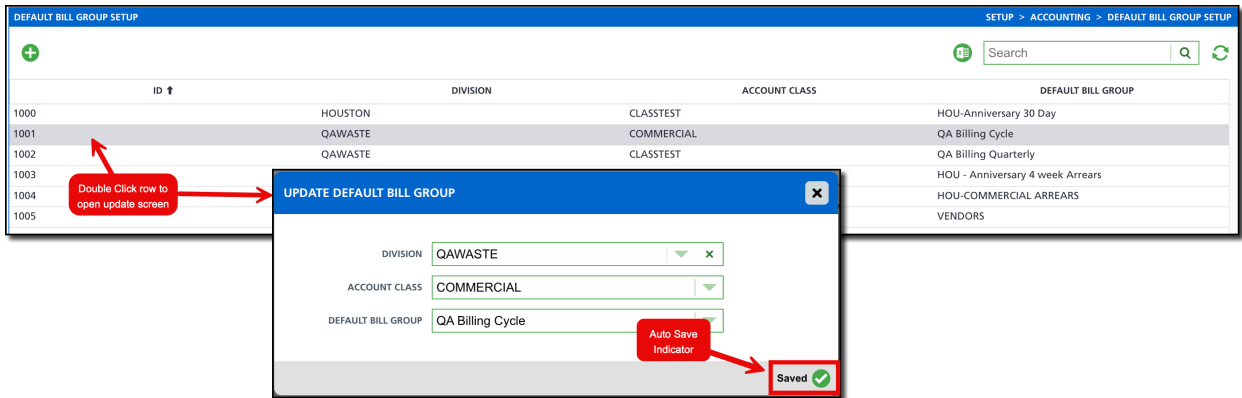 DEFAULT BILL GROUP SETUP SETUP > ACCOUNTING > DEFAULT BILL GROUP SETUP
Search
ID DIVISION ACCOUNT CLASS DEFAULT BILL GROUP
1000 HOUSTON CLASSTEST HOU-Anniversary 30 Day
1001 QAWASTE COMMERCIAL QA Billing Cycle
1002 QAWASTE CLASSTEST QA Billing Quarterly
1003 HOU - Anniversary 4 week Arrears
1004 HOU-COMMERCIAL ARREARS
1005 VENDORS
Double Click row to
open update screen
UPDATE DEFAULT BILL GROUP
DIVISION QAWASTE
ACCOUNT CLASS COMMERCIAL
DEFAULT BILL GROUP QA Billing Cycle
Auto Save
Indicator
Saved